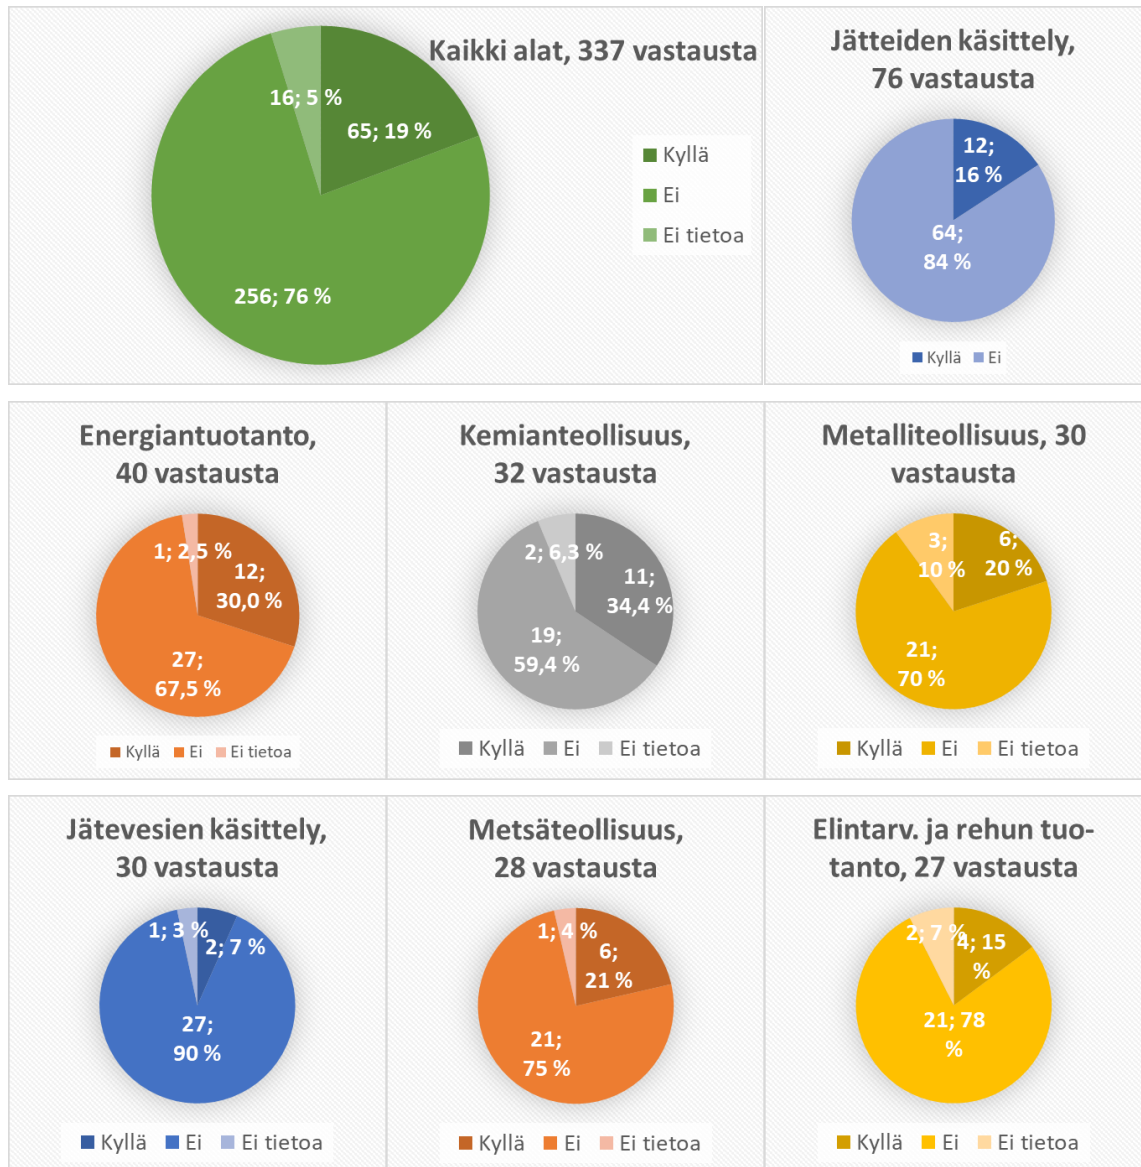 Kaikki alat, 337 vastausta
16; 5 %
65; 19 %
256; 76 %
Kyllä
Ei
Ei tietoa
Jätteiden käsittely,
76 vastausta
12;
16 %
64;
84 %
Kyllä Ei
Energiantuotanto,
40 vastausta
1; 2,5 %
12;
30,0 %
27;
67,5 %
Kyllä Ei Ei tietoa
Kemianteollisuus,
32 vastausta
2; 6,3 %
11;
34,4 %
19;
59,4 %
Kyllä Ei Ei tietoa
Metalliteollisuus, 30
vastausta
3;
10 %
6;
20 %
21;
70 %
Kyllä Ei Ei tietoa
Jätevesien käsittely,
30 vastausta
1; 3 %
2; 7 %
27;
90 %
Kyllä Ei Ei tietoa
Metsäteollisuus,
28 vastausta
1; 4 %
6;
21 %
21;
75 %
Kyllä Ei Ei tietoa
Elintarv. ja rehun tuo-
tanto, 27 vastausta
2; 7 %
4; 15
%
21; 78
%
Kyllä Ei Ei tietoa